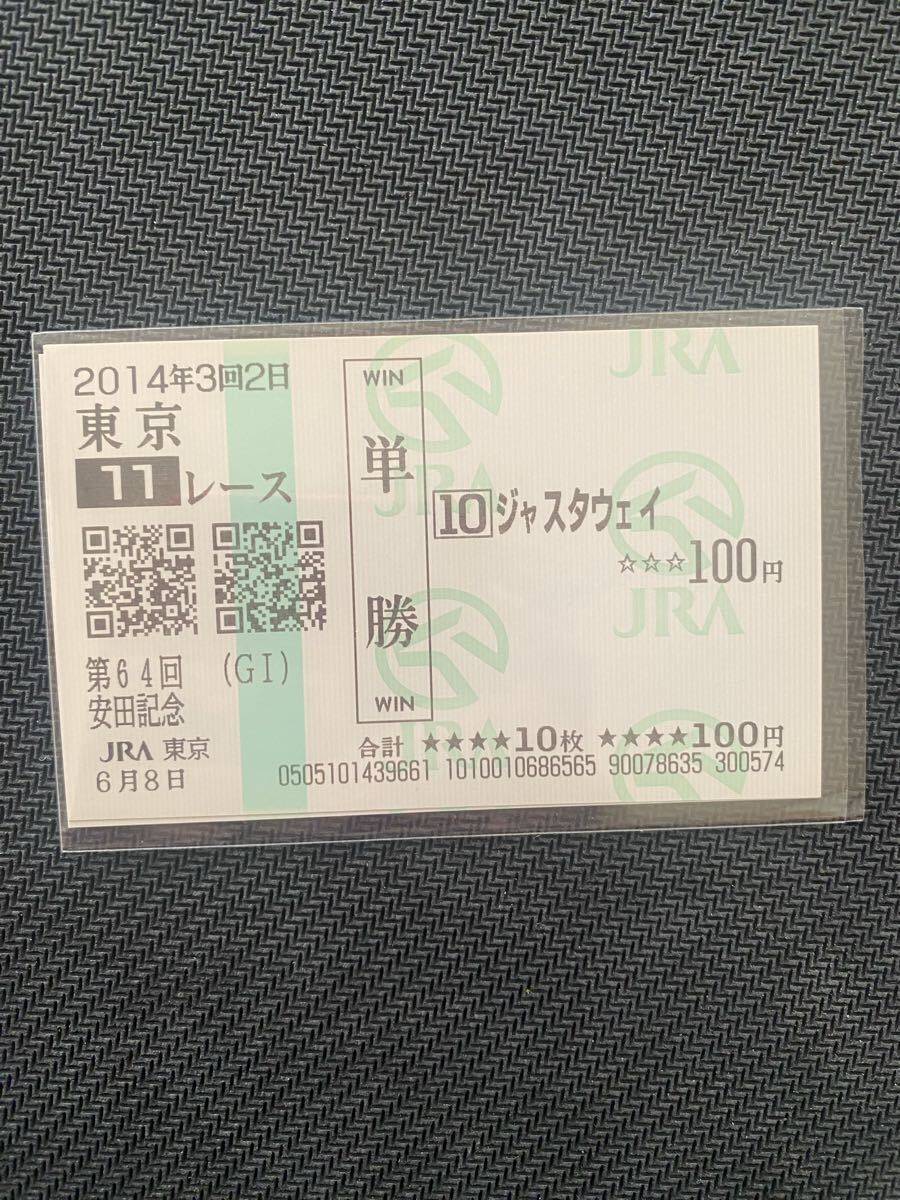 2014年3回2日
東京
11レース
第64回 (GI)
安田記念
JRA 東京
6月8日
WIN
単勝
WIN
10ジャスタウェイ
☆☆☆100円
合計 ★★★★10枚 ★★★★100円
0505101439661 1010010686565 90078635 300574
JRA
JRA
JRA